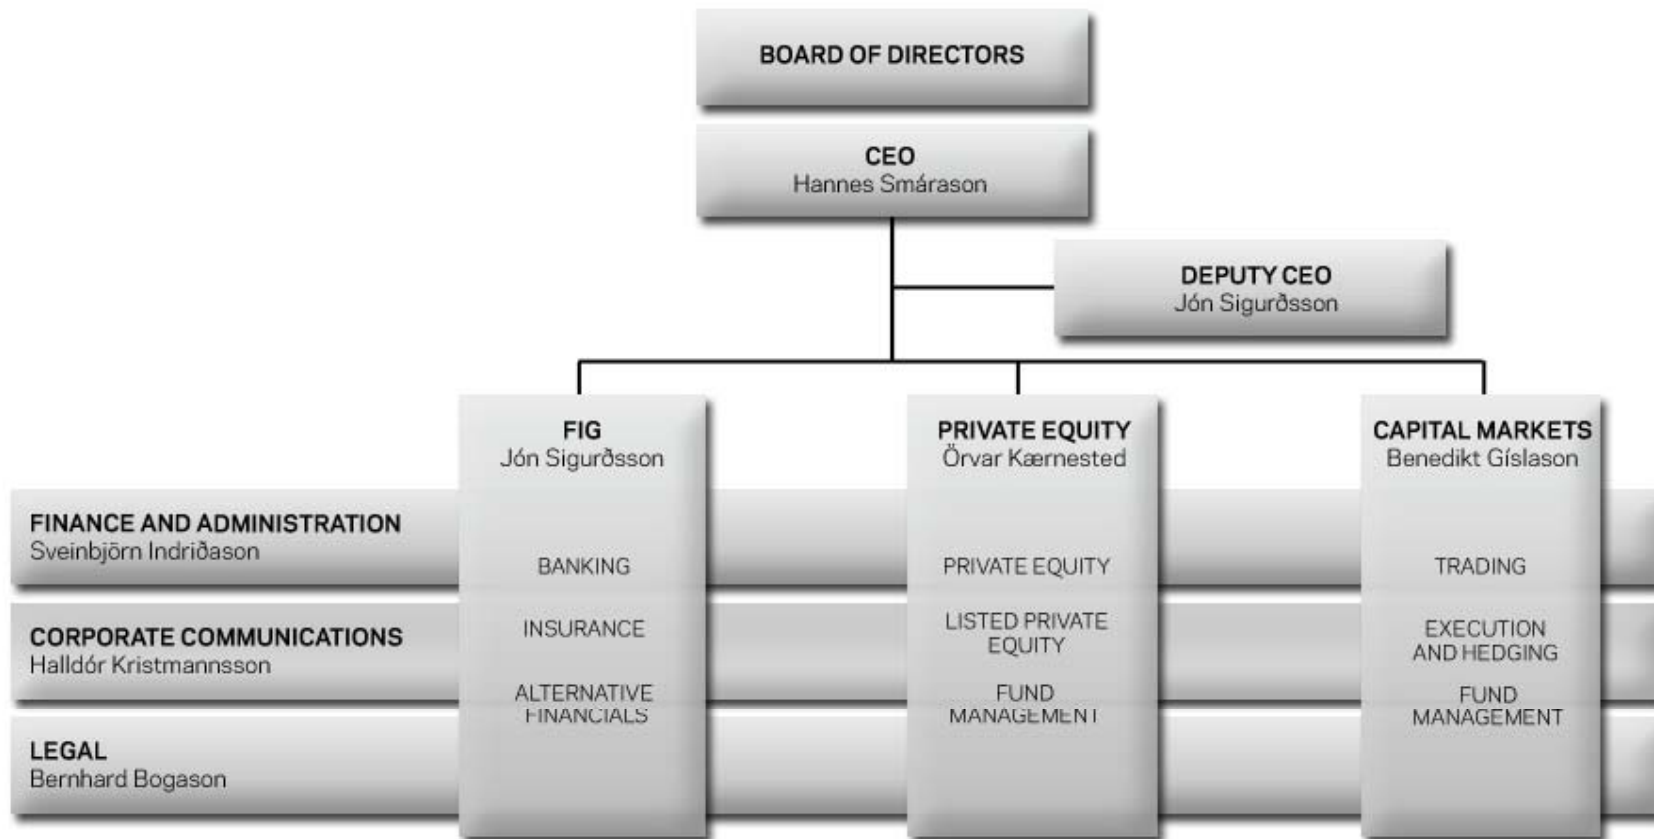 BOARD OF DIRECTORS
CEO
Hannes Smárason
DEPUTY CEO
Jón Sigurðsson
FIG
Jón Sigurðsson
PRIVATE EQUITY
Örvar Kærnested
CAPITAL MARKETS
Benedikt Gíslason
FINANCE AND ADMINISTRATION
Sveinbjörn Indriðason
BANKING
PRIVATE EQUITY
TRADING
CORPORATE COMMUNICATIONS
Halldór Kristmannsson
INSURANCE
LISTED PRIVATE
EQUITY
EXECUTION
AND HEDGING
ALTERNATIVE
FINANCIALS
FUND
MANAGEMENT
FUND
MANAGEMENT
LEGAL
Bernhard Bogason